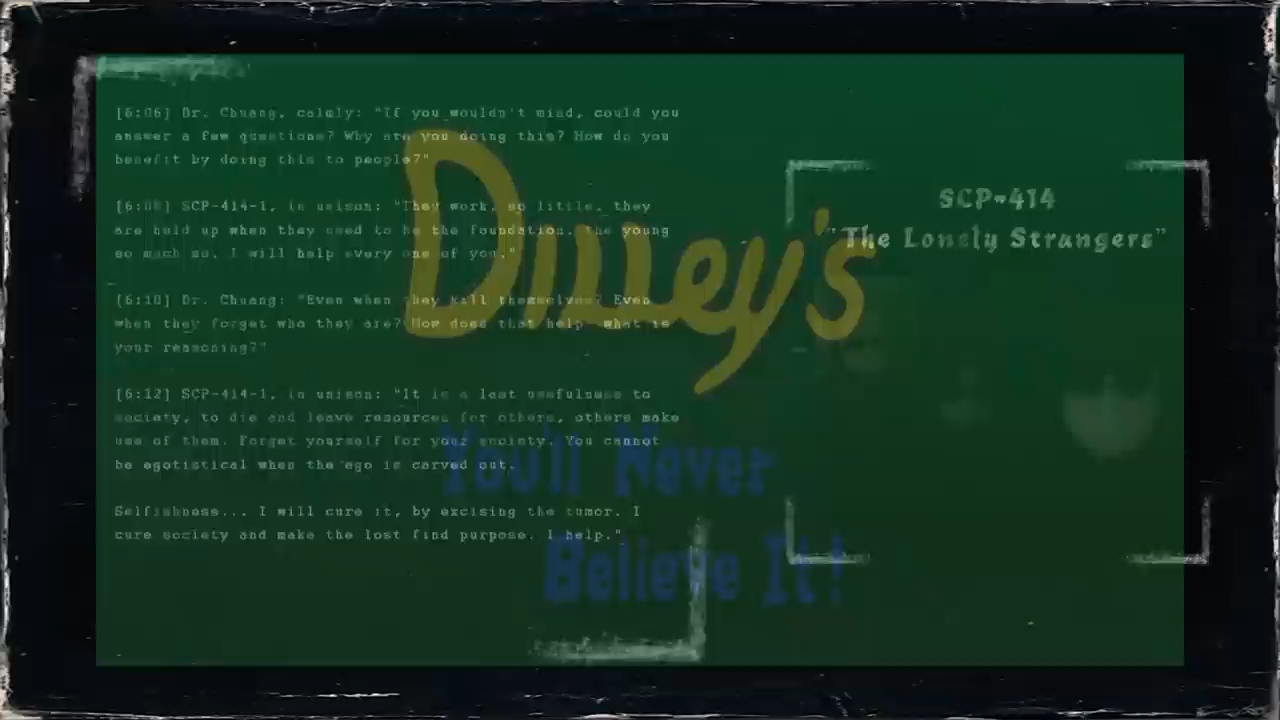 [6:06] Dr. Chuang, calmly: "If you wouldn't mind, could you
answer a few questions? Why are you doing this? How do you
benefit by doing this to people?"
[6:08] SCP-414-1, in unison: "They work, so little, they
are held up when they used to be the foundation, the young
so much so. I will help every one of you."
[6:10] Dr. Chuang: "Even when they kill themselves? Even
when they forget who they are? How does that help, what is
your reasoning?"
[6:12] SCP-414-1, in unison: "It is a last usefulness to
society, to die and leave resources for others, others make
use of them. Forget yourself for your society. You cannot
be egotistical when the ego is carved out.
Selfishness... I will cure it, by excising the tumor. I
cure society and make the lost find purpose. I help."
Dilley's
You'll Never
Believe It!
SCP-414
"The Lonely Strangers"